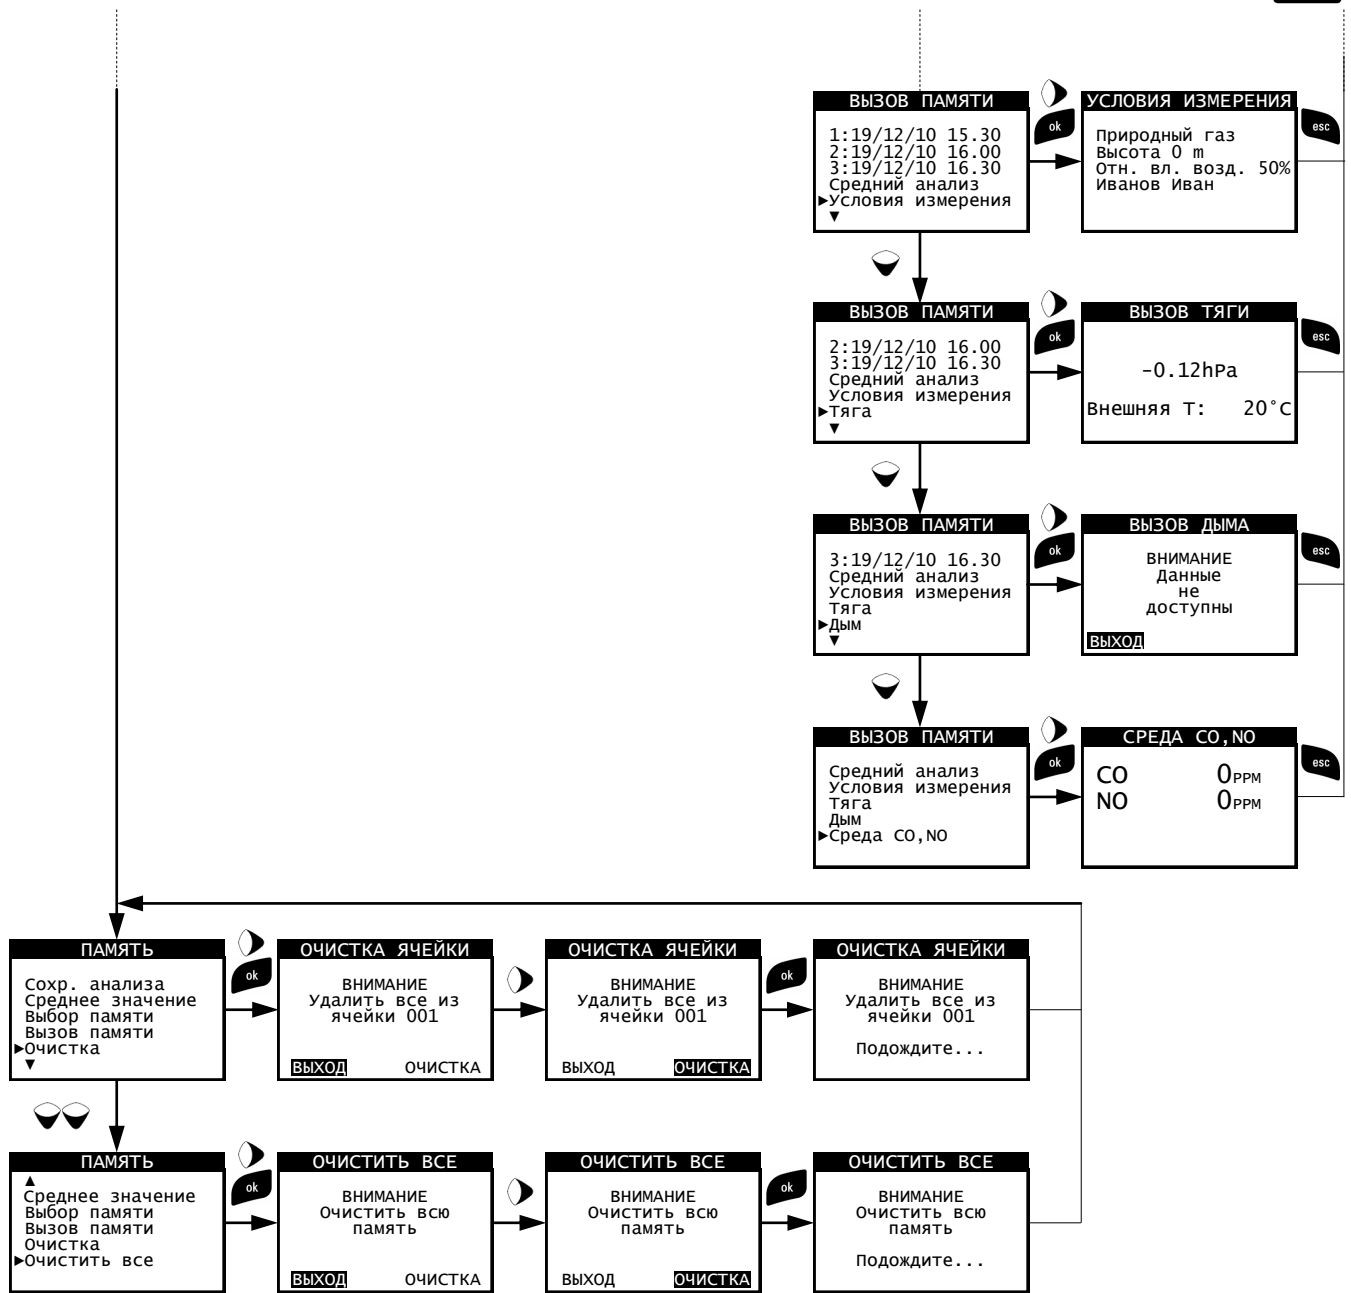 ВЫЗОВ ПАМЯТИ
1:19/12/10 15.30
2:19/12/10 16.00
3:19/12/10 16.30
Средний анализ
►Условия измерения
▼
ok
УСЛОВИЯ ИЗМЕРЕНИЯ
Природный газ
Высота 0 m
Отн. вл. возд. 50%
Иванов Иван
esc
ВЫЗОВ ПАМЯТИ
2:19/12/10 16.00
3:19/12/10 16.30
Средний анализ
Условия измерения
►Тяга
▼
ok
ВЫЗОВ ТЯГИ
-0.12hPa
Внешняя Т: 20°C
esc
ВЫЗОВ ПАМЯТИ
3:19/12/10 16.30
Средний анализ
Условия измерения
Тяга
►Дым
▼
ok
ВЫЗОВ ДЫМА
ВНИМАНИЕ
Данные
не
доступны
ВЫХОД
esc
ВЫЗОВ ПАМЯТИ
Средний анализ
Условия измерения
Тяга
Дым
►Среда CO,NO
ok
СРЕДА CO,NO
CO 0PPM
NO 0PPM
esc
ПАМЯТЬ
Сохр. анализа
Среднее значение
Выбор памяти
Вызов памяти
►Очистка
▼
ok
ОЧИСТКА ЯЧЕЙКИ
ВНИМАНИЕ
Удалить все из
ячейки 001
ВЫХОД ОЧИСТКА
ОЧИСТКА ЯЧЕЙКИ
ВНИМАНИЕ
Удалить все из
ячейки 001
ВЫХОД ОЧИСТКА
ok
ОЧИСТКА ЯЧЕЙКИ
ВНИМАНИЕ
Удалить все из
ячейки 001
Подождите...
ПАМЯТЬ
▲
Среднее значение
Выбор памяти
Вызов памяти
Очистка
►Очистить все
ok
ОЧИСТИТЬ ВСЕ
ВНИМАНИЕ
Очистить всю
память
ВЫХОД ОЧИСТКА
ОЧИСТИТЬ ВСЕ
ВНИМАНИЕ
Очистить всю
память
ВЫХОД ОЧИСТКА
ok
ОЧИСТИТЬ ВСЕ
ВНИМАНИЕ
Очистить всю
память
Подождите...